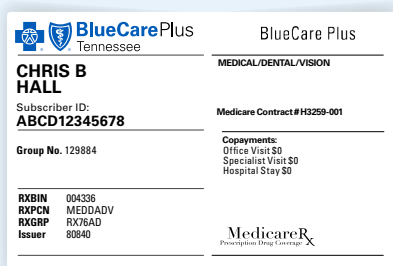 BlueCarePlus
Tennessee
CHRIS B
HALL
Subscriber ID:
ABCD12345678
Group No. 129884
RXBIN 004336
RXPCN MEDDADV
RXGRP RX76AD
Issuer 80840
BlueCare Plus
MEDICAL/DENTAL/VISION
Medicare Contract # H3259-001
Copayments:
Office Visit $0
Specialist Visit $0
Hospital Stay $0
MedicareRx
Prescription Drug Coverage